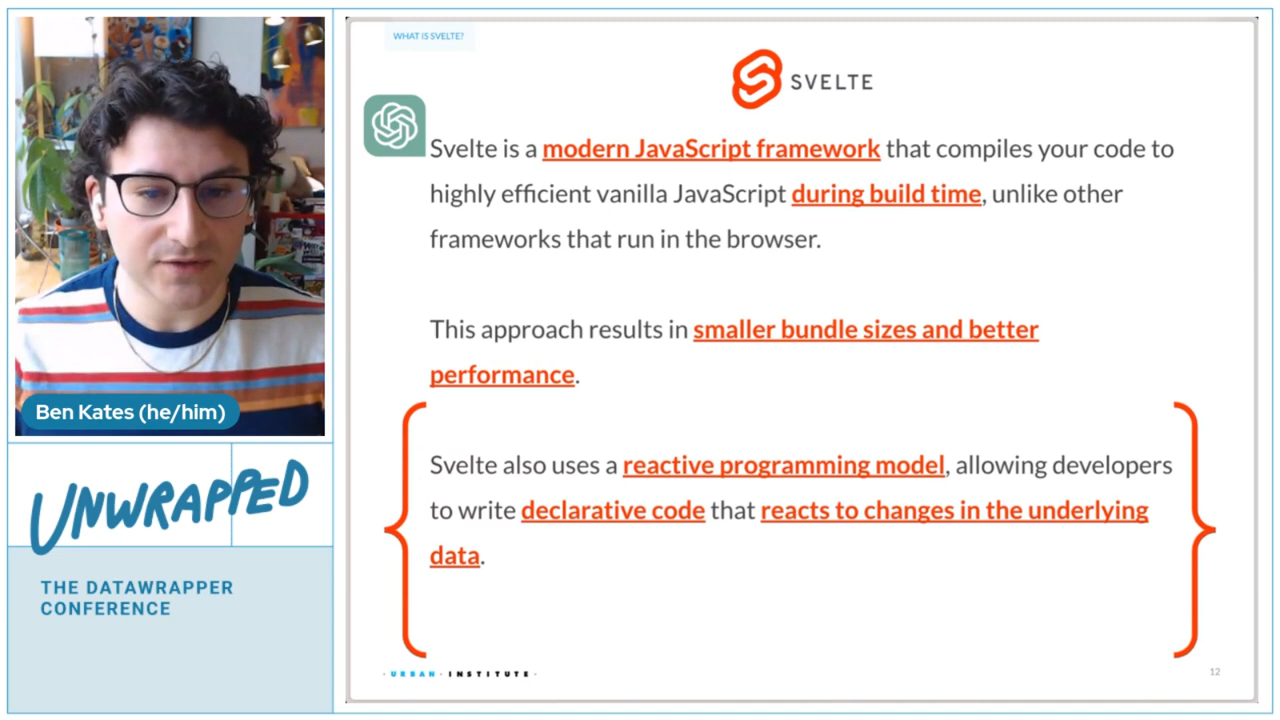 WHAT IS SVELTE?
SVELTE
Svelte is a modern JavaScript framework that compiles your code to
highly efficient vanilla JavaScript during build time, unlike other
frameworks that run in the browser.
This approach results in smaller bundle sizes and better
performance.
Svelte also uses a reactive programming model, allowing developers
to write declarative code that reacts to changes in the underlying
data.
· URBAN · INSTITUTE ·
12
Ben Kates (he/him)
UNWRAPPED
THE DATAWRAPPER
CONFERENCE